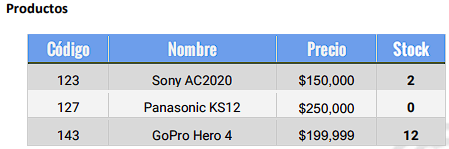 Productos
Código Nombre Precio Stock
123 Sony AC2020 $150,000 2
127 Panasonic KS12 $250,000 0
143 GoPro Hero 4 $199,999 12